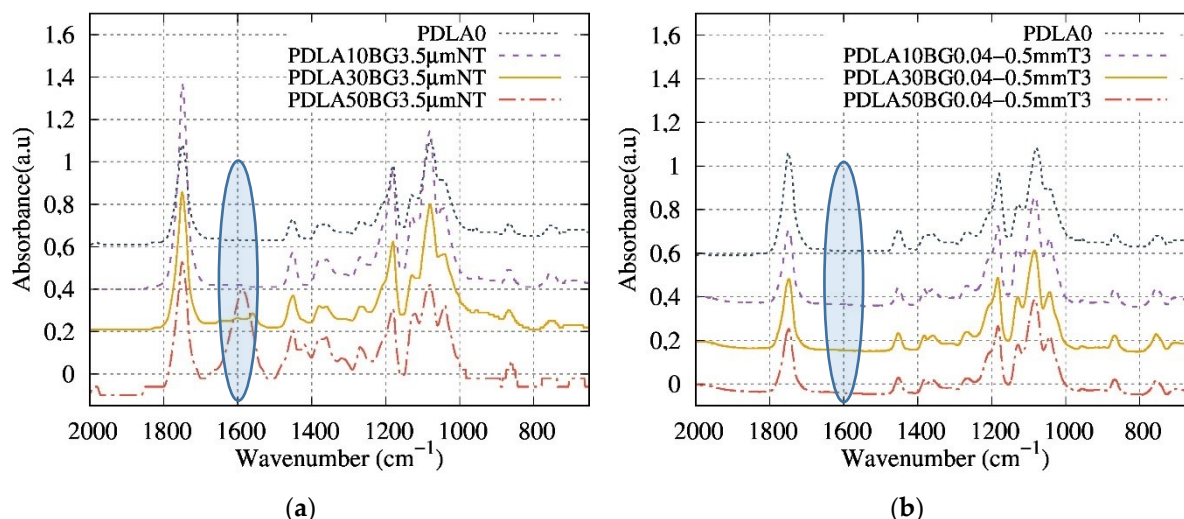 1,6
1,4
1,2
1
0,8
0,6
0,4
0,2
0
Absorbance(a.u)
PDLA0
PDLA10BG3.5μmNT
PDLA30BG3.5μmNT
PDLA50BG3.5μmNT
2000 1800 1600 1400 1200 1000 800
Wavenumber (cm⁻¹)
(a)
1,6
1,4
1,2
1
0,8
0,6
0,4
0,2
0
Absorbance(a.u)
PDLA0
PDLA10BG0.04−0.5mmT3
PDLA30BG0.04−0.5mmT3
PDLA50BG0.04−0.5mmT3
2000 1800 1600 1400 1200 1000 800
Wavenumber (cm⁻¹)
(b)